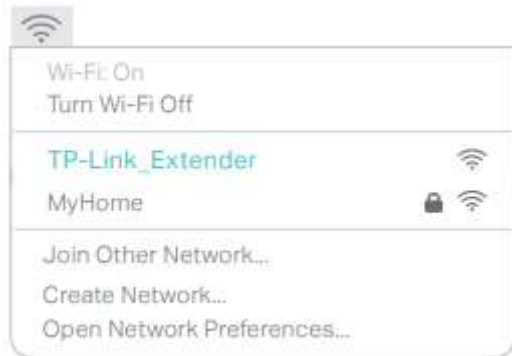 Wi-Fi: On
Turn Wi-Fi Off
TP-Link_Extender
MyHome
Join Other Network...
Create Network...
Open Network Preferences...